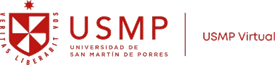 VERITAS LIBERABIT VOS
USMP
UNIVERSIDAD DE
SAN MARTÍN DE PORRES
USMP Virtual